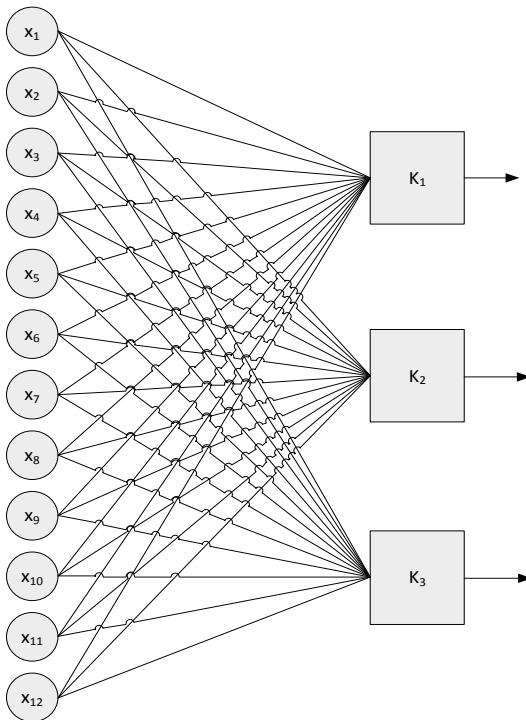 x₁
x₂
x₃
x₄
x₅
x₆
x₇
x₈
x₉
x₁₀
x₁₁
x₁₂
K₁
K₂
K₃